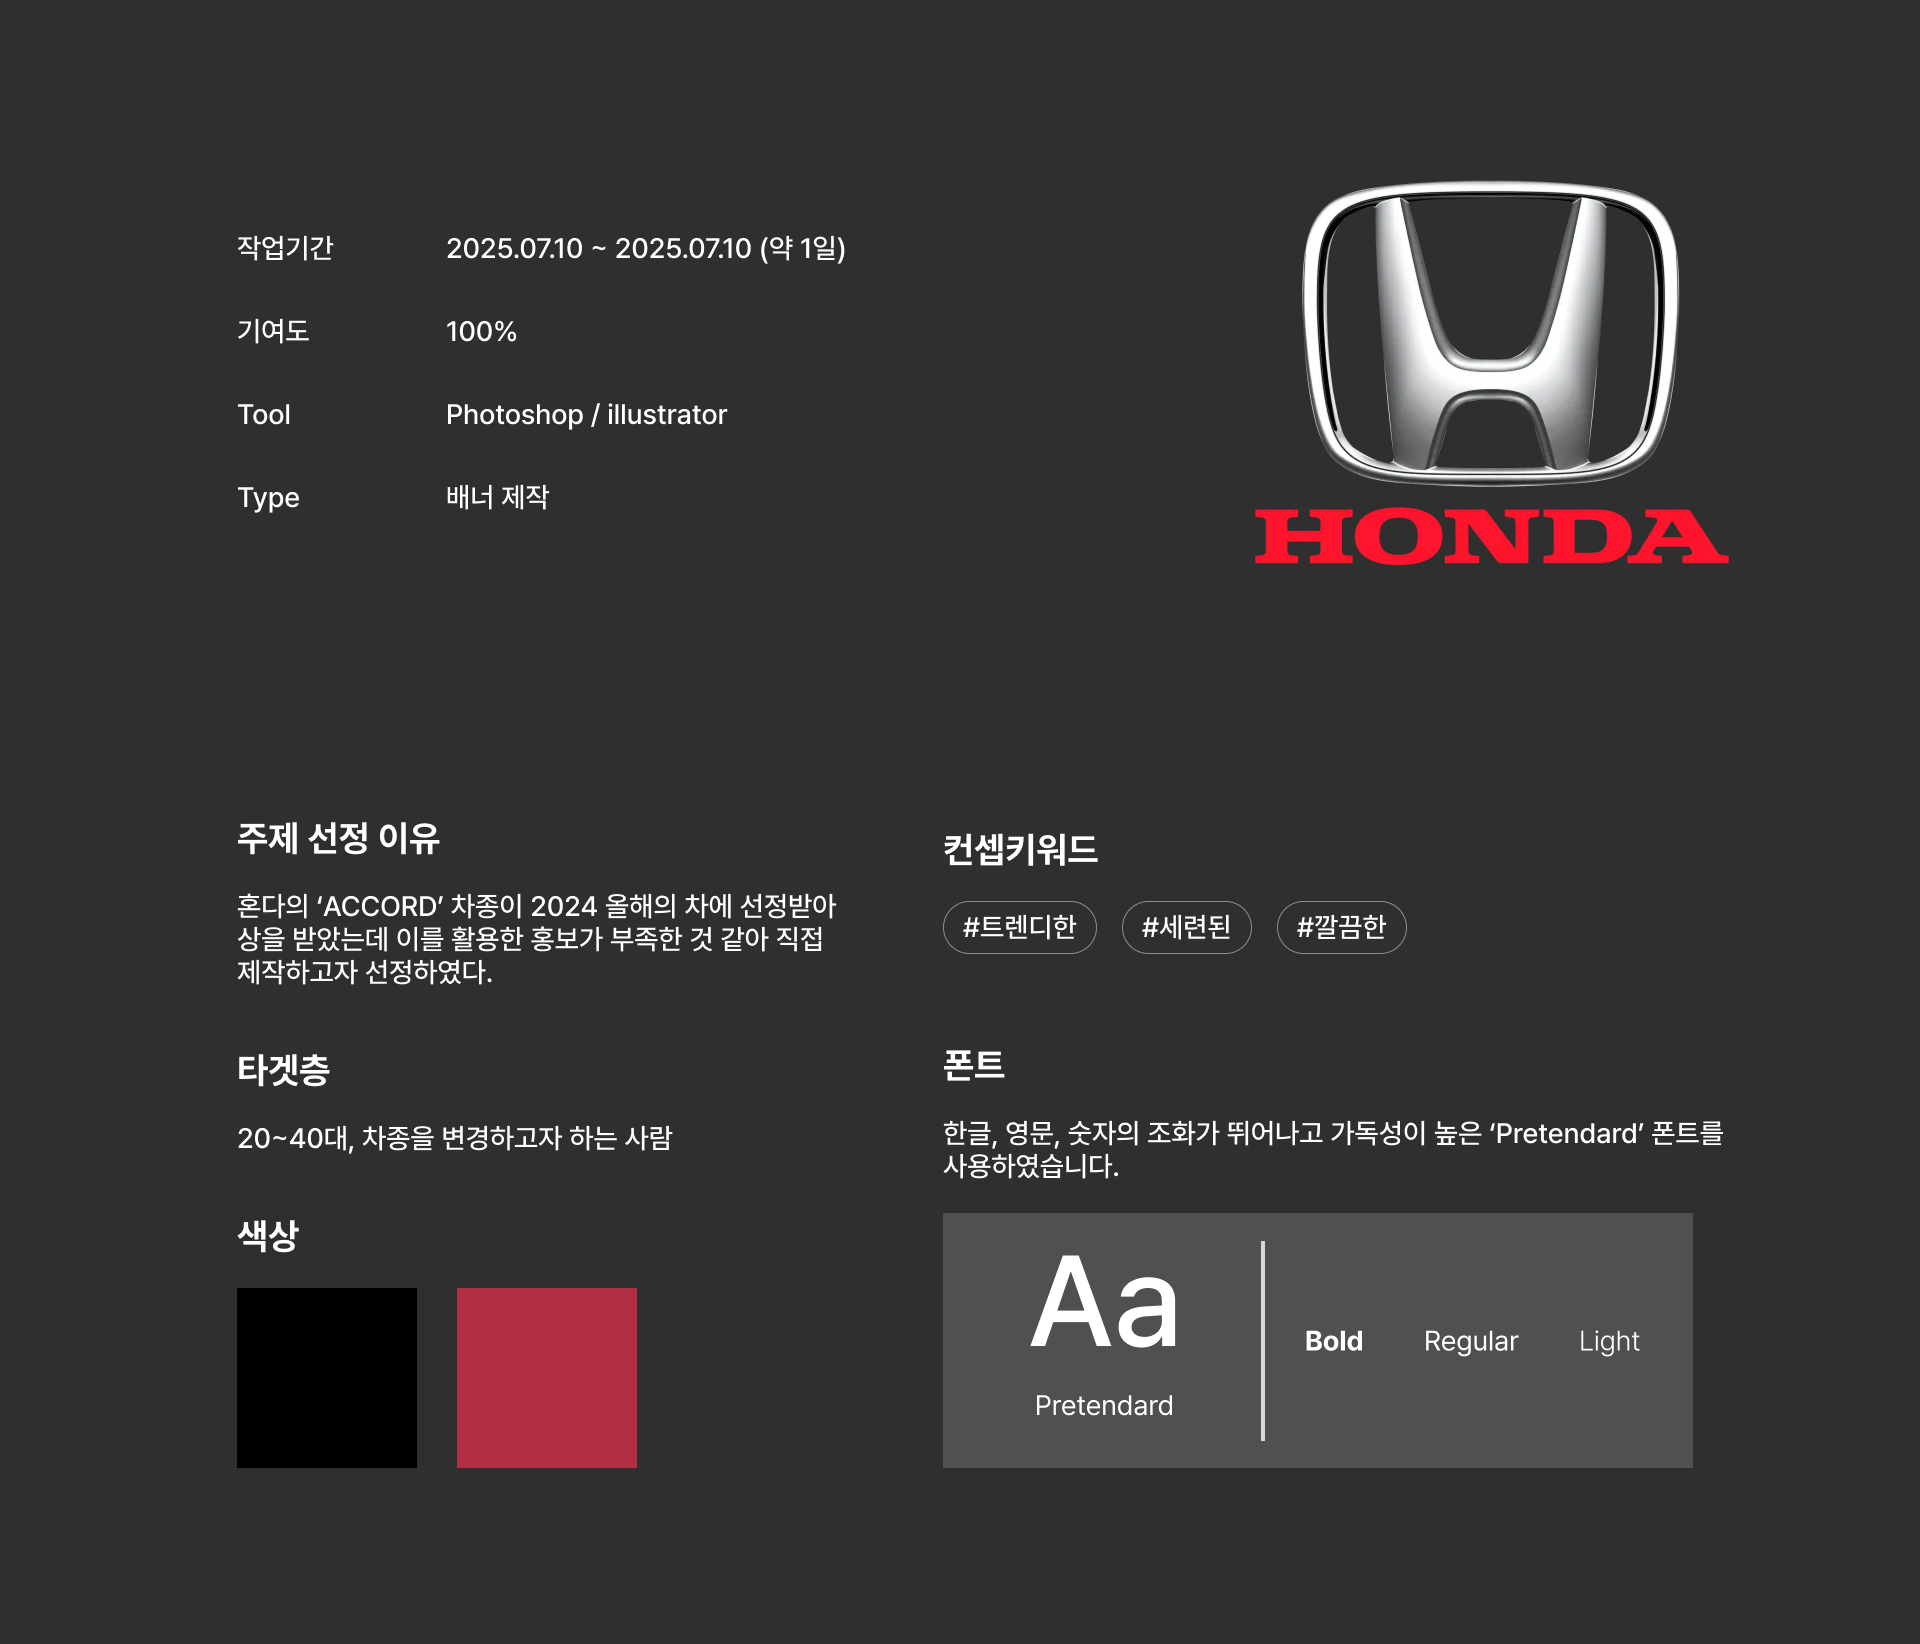 작업기간 2025.07.10 ~ 2025.07.10 (약 1일)
기여도 100%
Tool Photoshop / illustrator
Type 배너 제작
HONDA
주제 선정 이유
혼다의 ‘ACCORD’ 차종이 2024 올해의 차에 선정받아
상을 받았는데 이를 활용한 홍보가 부족한 것 같아 직접
제작하고자 선정하였다.
타겟층
20~40대, 차종을 변경하고자 하는 사람
색상
컨셉키워드
#트렌디한 #세련된 #깔끔한
폰트
한글, 영문, 숫자의 조화가 뛰어나고 가독성이 높은 ‘Pretendard’ 폰트를
사용하였습니다.
Aa
Pretendard
Bold Regular Light